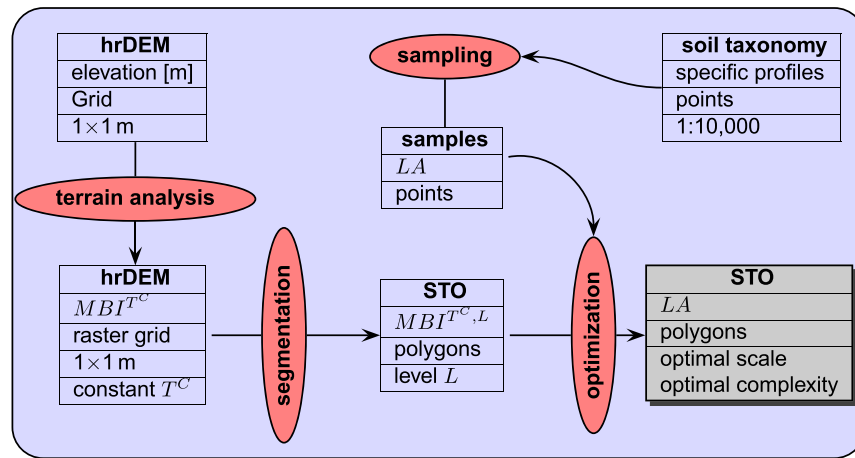 hrDEM
elevation [m]
Grid
1×1 m
sampling
soil taxonomy
specific profiles
points
1:10,000
samples
LA
points
terrain analysis
hrDEM
MBI^{T^C}
raster grid
1×1 m
constant T^C
segmentation
STO
MBI^{T^C,L}
polygons
level L
optimization
STO
LA
polygons
optimal scale
optimal complexity